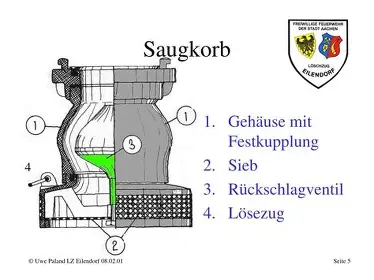 Saugkorb
FREIWILLIGE FEUERWEHR
DER STADT AACHEN
LÖSCHZUG
EILENDORF
1
1
3
4
2
1. Gehäuse mit
Festkupplung
2. Sieb
3. Rückschlagventil
4. Lösezug
© Uwe Paland LZ Eilendorf 08.02.01
Seite 5